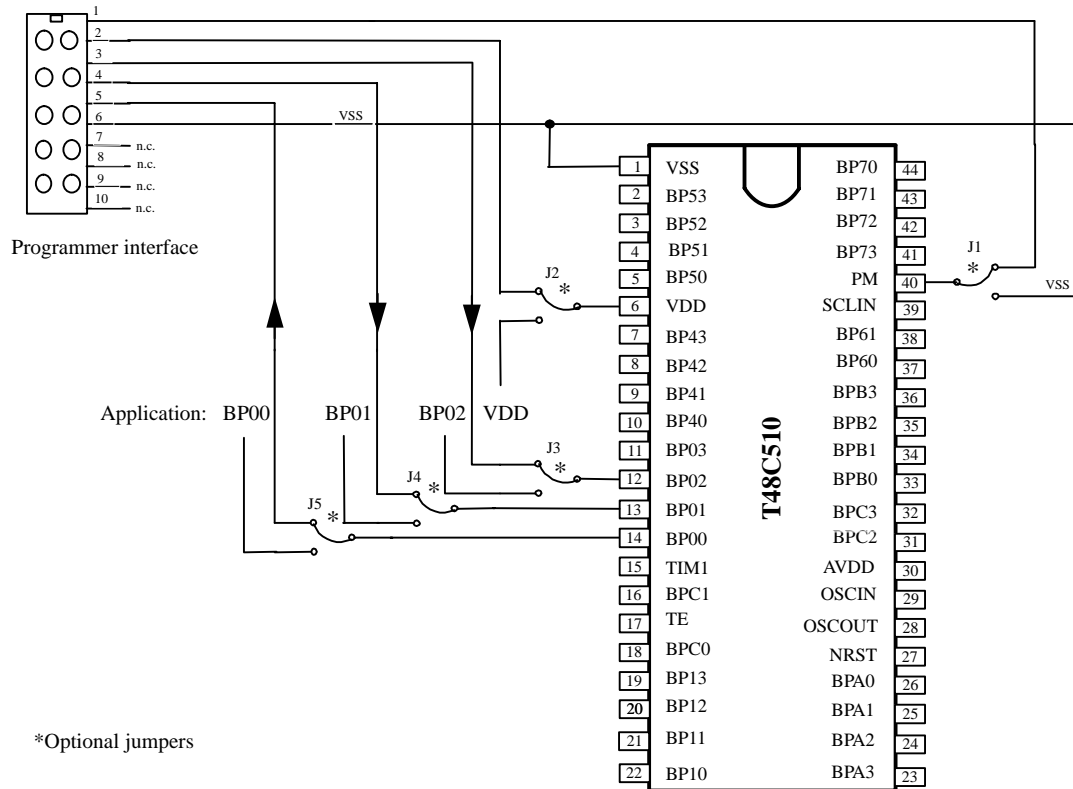 1
2
3
4
5
6
7 n.c.
8 n.c.
9 n.c.
10 n.c.
VSS
Programmer interface
J1
*
VSS
J2
*
Application: BP00 BP01 BP02 VDD
J3
*
J4
*
J5
*
T48C510
1 VSS BP70 44
2 BP53 BP71 43
3 BP52 BP72 42
4 BP51 BP73 41
5 BP50 PM 40
6 VDD SCLIN 39
7 BP43 BP61 38
8 BP42 BP60 37
9 BP41 BPB3 36
10 BP40 BPB2 35
11 BP03 BPB1 34
12 BP02 BPB0 33
13 BP01 BPC3 32
14 BP00 BPC2 31
15 TIM1 AVDD 30
16 BPC1 OSCIN 29
17 TE OSCOUT 28
18 BPC0 NRST 27
19 BP13 BPA0 26
20 BP12 BPA1 25
21 BP11 BPA2 24
22 BP10 BPA3 23
*Optional jumpers